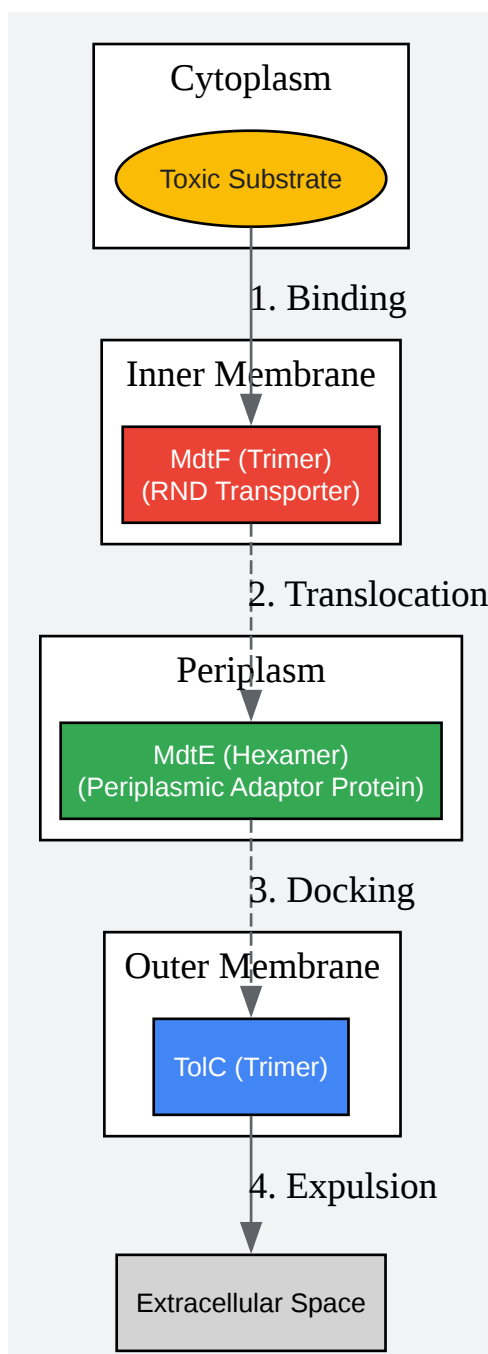 Cytoplasm
Toxic Substrate
1. Binding
Inner Membrane
MdtF (Trimer)
(RND Transporter)
2. Translocation
Periplasm
MdtE (Hexamer)
(Periplasmic Adaptor Protein)
3. Docking
Outer Membrane
TolC (Trimer)
4. Expulsion
Extracellular Space